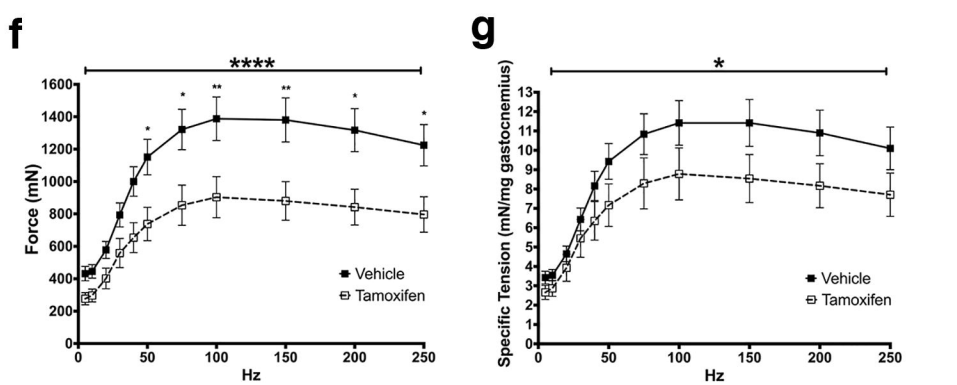 f
****
Force (mN)
1600
1400
1200
1000
800
600
400
200
0
* * ** ** * *
Vehicle
Tamoxifen
0 50 100 150 200 250
Hz
g
*
Specific Tension (mN/mg gastocnemius)
13
12
11
10
9
8
7
6
5
4
3
2
1
0
Vehicle
Tamoxifen
0 50 100 150 200 250
Hz